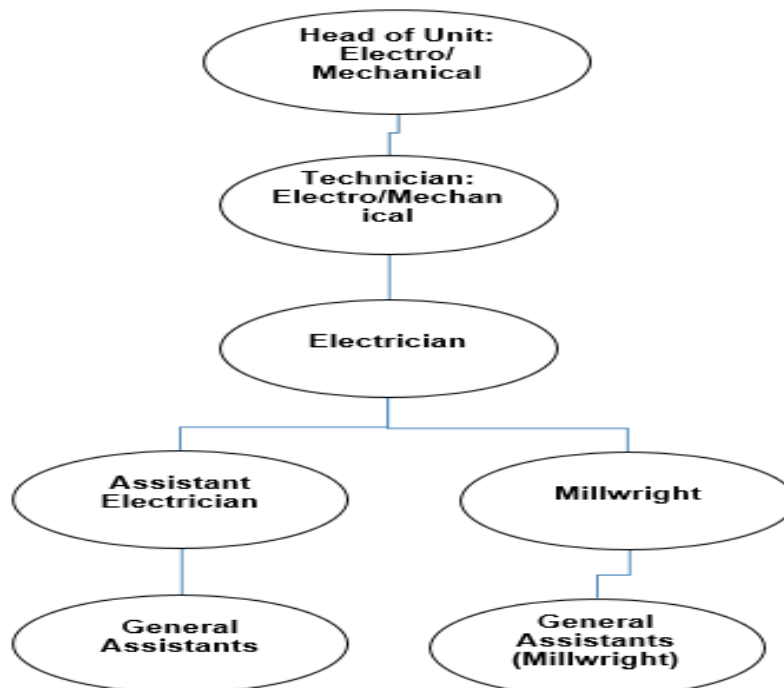 Head of Unit:
Electro/
Mechanical
Technician:
Electro/Mechan
ical
Electrician
Assistant
Electrician
Millwright
General
Assistants
General
Assistants
(Millwright)